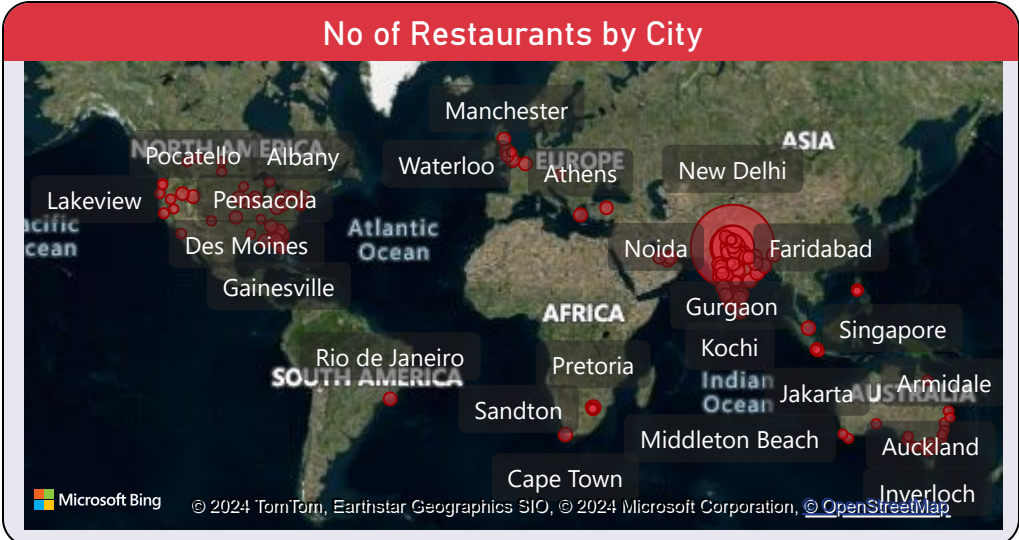 No of Restaurants by City
Manchester
ASIA
NORTH AMERICA
Pocatello
Albany
Waterloo
EUROPE
Athens
New Delhi
Lakeview
Pensacola
acific
cean
Atlantic
Ocean
Des Moines
Noida
Faridabad
Gainesville
AFRICA
Gurgaon
Singapore
Kochi
Rio de Janeiro
SOUTH AMERICA
Pretoria
Indian
Ocean
Jakarta
AUSTRALIA
Armidale
Sandton
Middleton Beach
Auckland
Cape Town
Inverloch
Microsoft Bing
© 2024 TomTom, Earthstar Geographics SIO, © 2024 Microsoft Corporation, © OpenStreetMap